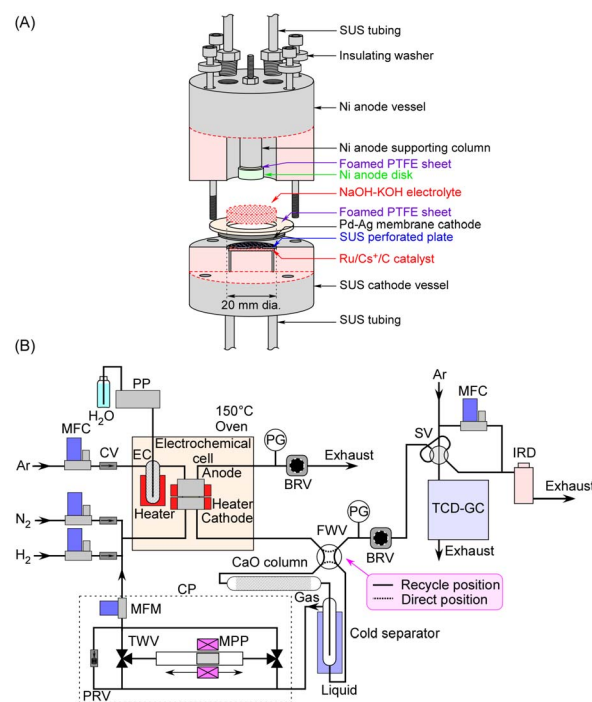 (A)
SUS tubing
Insulating washer
Ni anode vessel
Ni anode supporting column
Foamed PTFE sheet
Ni anode disk
NaOH-KOH electrolyte
Foamed PTFE sheet
Pd-Ag membrane cathode
SUS perforated plate
Ru/Cs⁺/C catalyst
SUS cathode vessel
20 mm dia.
SUS tubing
(B)
PP
H₂O
MFC
CV
EC
150°C
Oven
Electrochemical
cell
Anode
PG
Ar
Heater
Heater
Cathode
BRV
Exhaust
Ar
MFC
SV
IRD
Exhaust
TCD-GC
Exhaust
N₂
H₂
PG
FWV
BRV
CaO column
Recycle position
Direct position
Gas
CP
MFM
Cold separator
TWV
MPP
PRV
Liquid